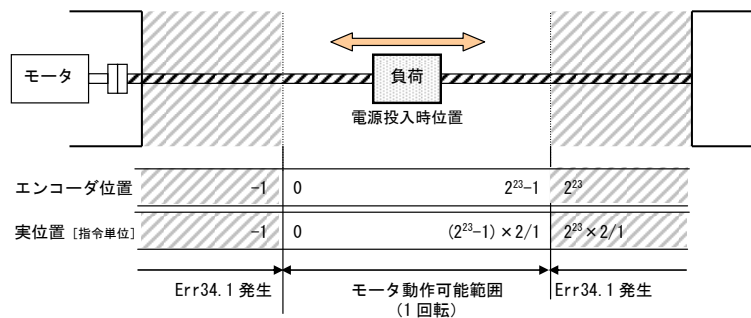 モータ
負荷
電源投入時位置
エンコーダ位置 -1 0 2²³-1 2²³
実位置 [指令単位] -1 0 (2²³-1) × 2/1 2²³ × 2/1
Err34.1 発生 モータ動作可能範囲 Err34.1 発生
(1 回転)